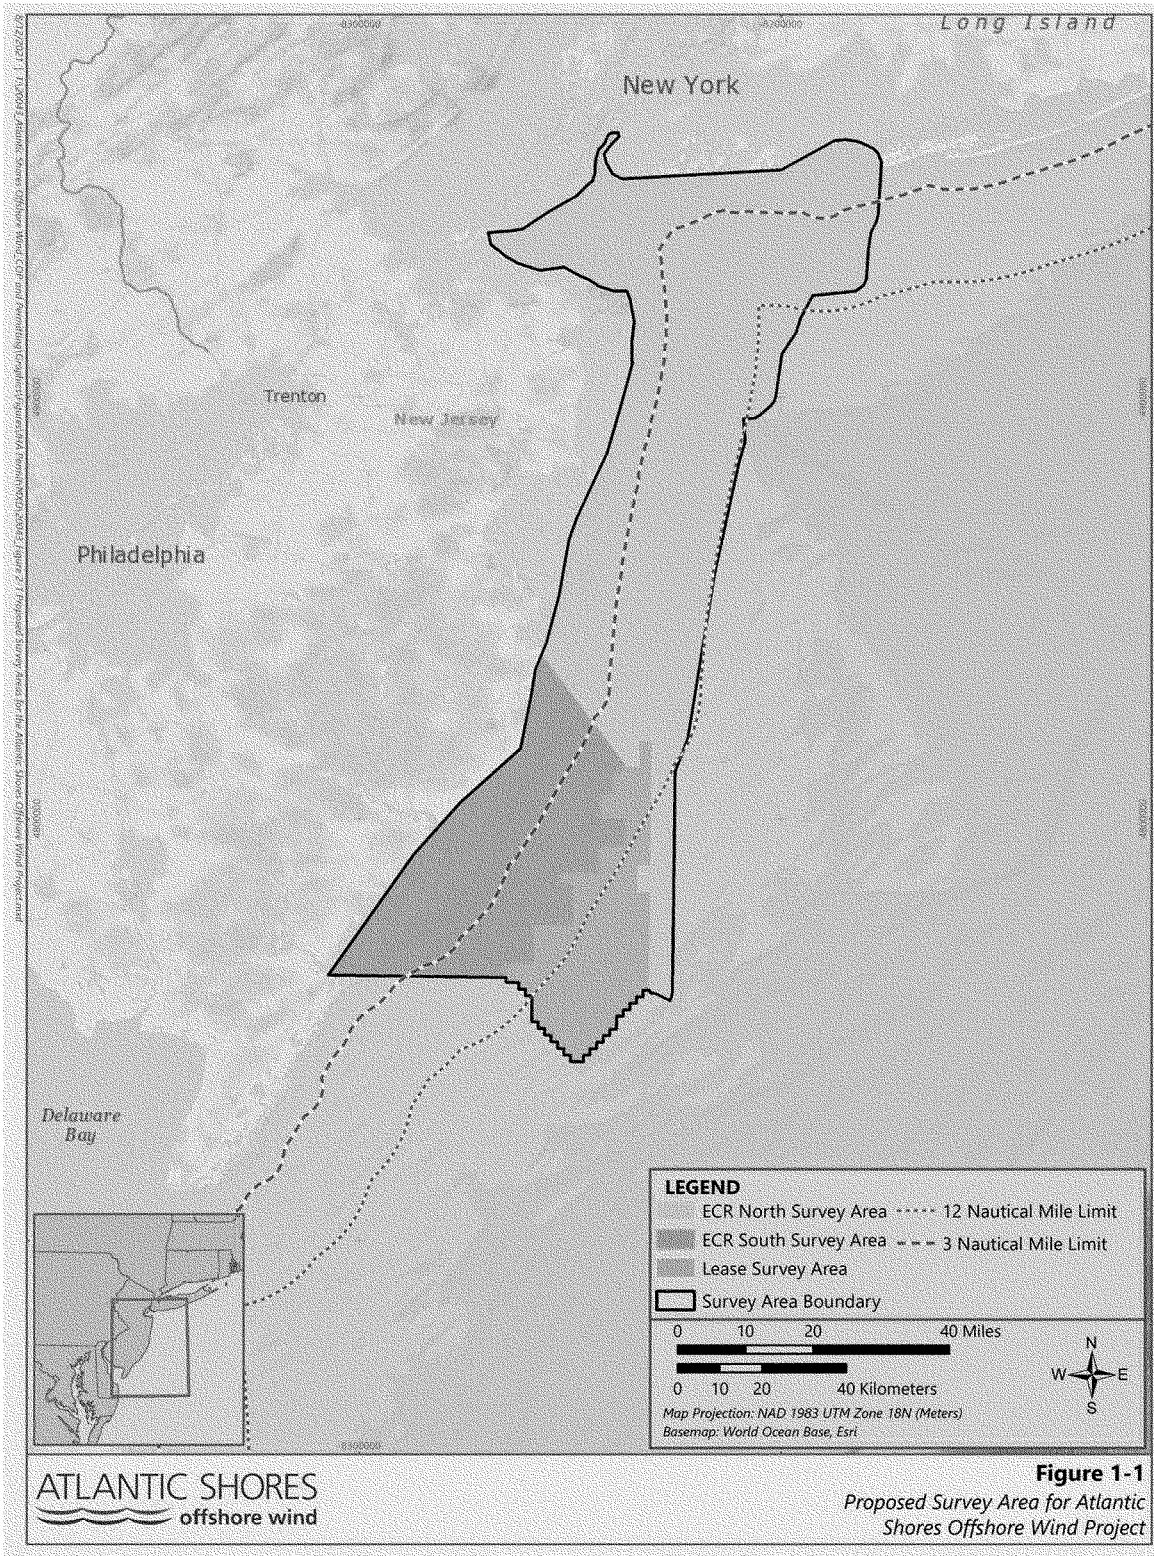 Long Island
New York
Trenton
New Jersey
Philadelphia
Delaware
Bay
LEGEND
ECR North Survey Area
12 Nautical Mile Limit
ECR South Survey Area
3 Nautical Mile Limit
Lease Survey Area
Survey Area Boundary
0 10 20 40 Miles
0 10 20 40 Kilometers
N
W E
S
Map Projection: NAD 1983 UTM Zone 18N (Meters)
Basemap: World Ocean Base, Esri
ATLANTIC SHORES
offshore wind
Figure 1-1
Proposed Survey Area for Atlantic
Shores Offshore Wind Project